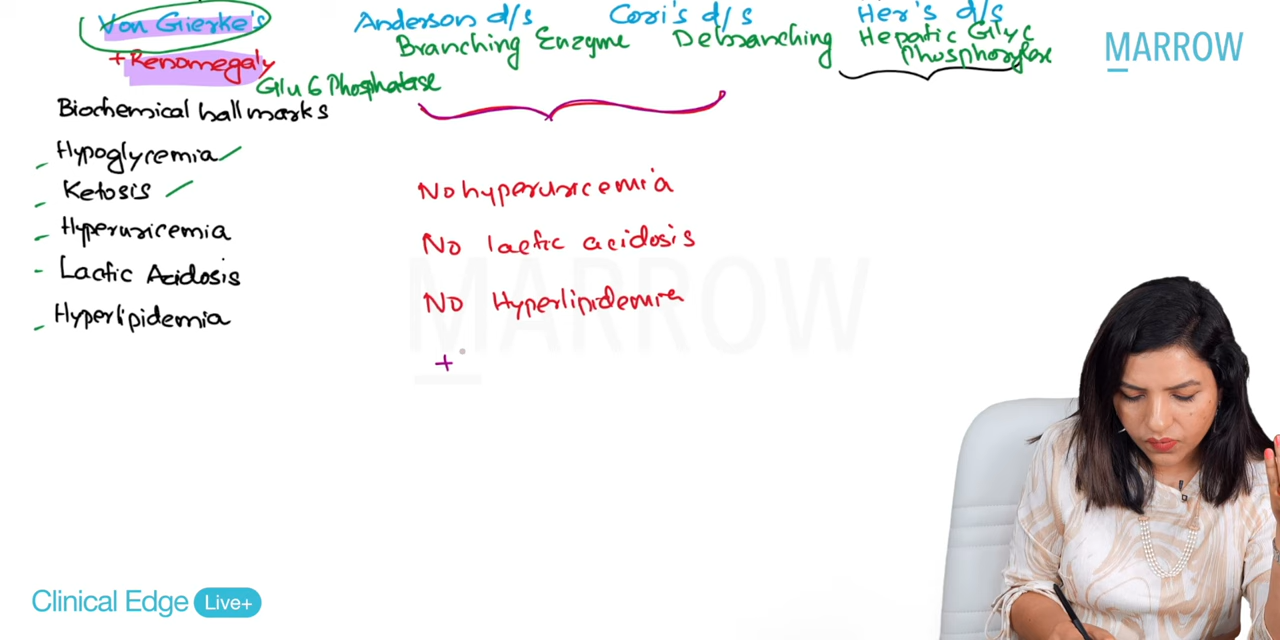 Von Gierke's
Anderson d/s
Cori's d/s
Her's d/s
+ Renomegaly
Branching Enzyme
Debranching
Hepatic Glyc
Phosphorylase
Glu 6 Phosphatase
MARROW
Biochemical hallmarks
- Hypoglycemia ✓
- Ketosis ✓
- Hyperuricemia
- Lactic Acidosis
- Hyperlipidemia
No hyperuricemia
No lactic acidosis
No Hyperlipidemia
+
MARROW
Clinical Edge Live+